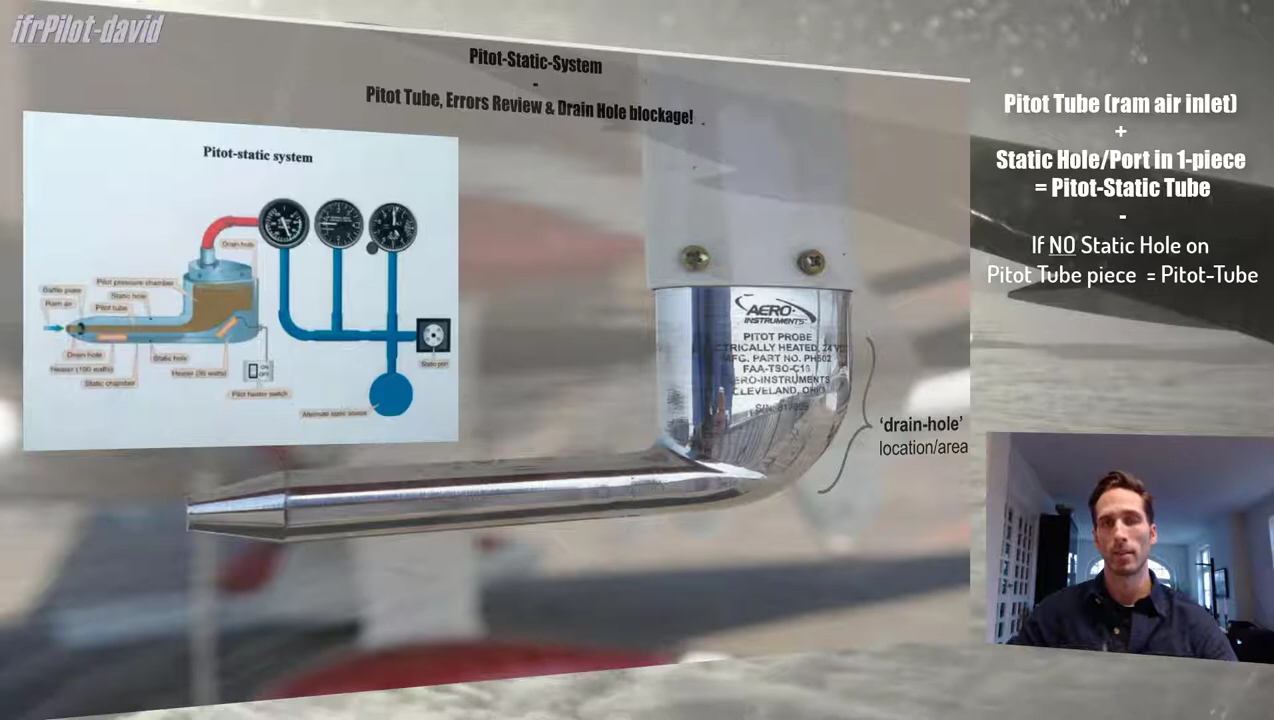 ifrPilot-david
Pitot-Static-System
-
Pitot Tube, Errors Review & Drain Hole blockage!
Pitot Tube (ram air inlet)
+
Static Hole/Port in 1-piece
= Pitot-Static Tube
-
If NO Static Hole on
Pitot Tube piece = Pitot-Tube
Pitot-static system
Drain hole
Pitot pressure chamber
Baffle plate
Static hole
Ram air
Pitot tube
Drain hole
Static hole
Heater (100 watts)
Heater (35 watts)
Static chamber
ON
Pitot heater switch
Static port
Alternate static source
AERO-
INSTRUMENTS
PITOT PROBE
CTRICALLY HEATED, 24 V
MFG. PART NO. PH502
FAA-TSO-C16
ERO-INSTRUMENTS
CLEVELAND, OH
S/N
'drain-hole'
location/area